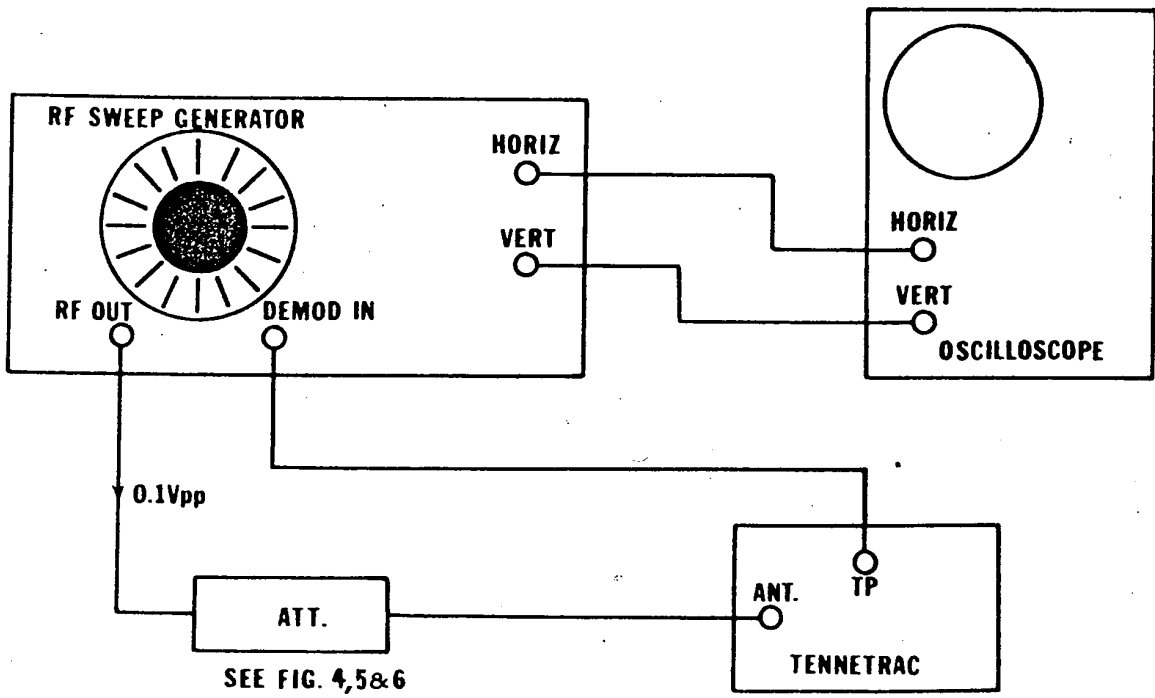 RF SWEEP GENERATOR
HORIZ
VERT
RF OUT
DEMOD IN
HORIZ
VERT
OSCILLOSCOPE
0.1Vpp
ATT.
SEE FIG. 4,5&6
ANT.
TP
TENNETRAC